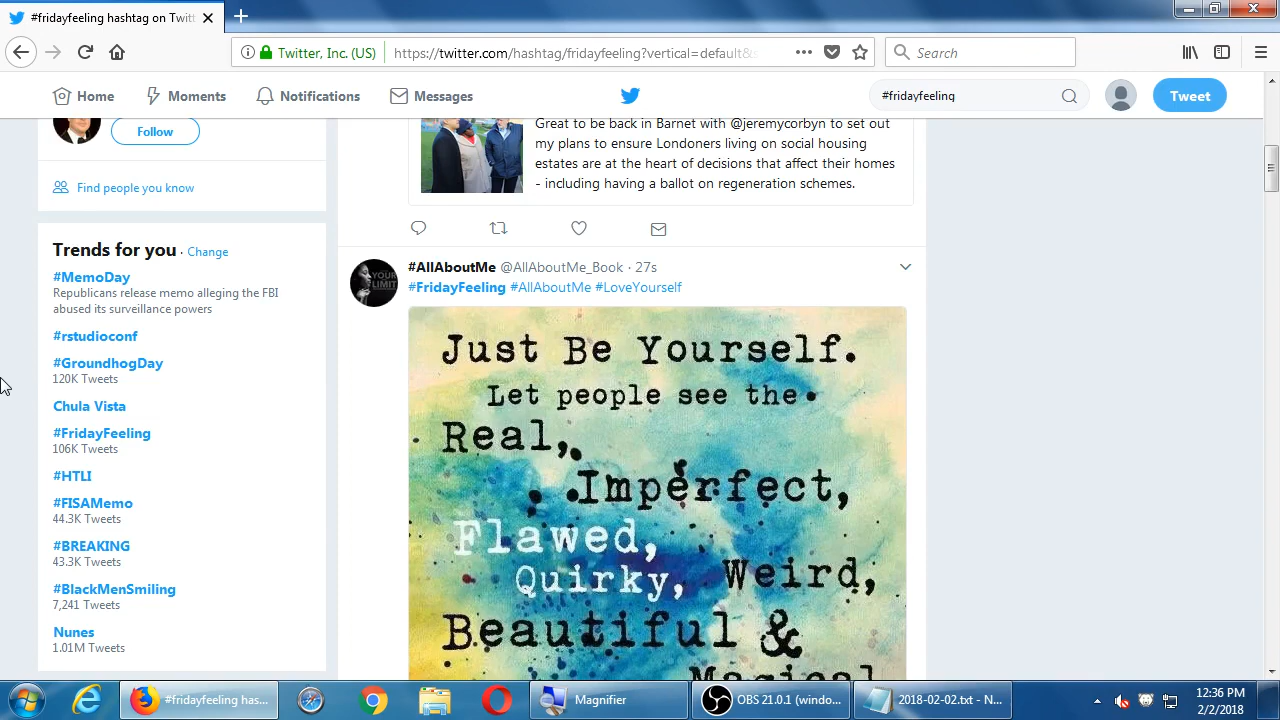 #fridayfeeling hashtag on Twitt
Twitter, Inc. (US)
https://twitter.com/hashtag/fridayfeeling?vertical=default&
Search
Home
Moments
Notifications
Messages
#fridayfeeling
Tweet
Follow
Find people you know
Trends for you · Change
#MemoDay
Republicans release memo alleging the FBI
abused its surveillance powers
#rstudioconf
#GroundhogDay
120K Tweets
Chula Vista
#FridayFeeling
106K Tweets
#HTLI
#FISAMemo
44.3K Tweets
#BREAKING
43.3K Tweets
#BlackMenSmiling
7,241 Tweets
Nunes
1.01M Tweets
Great to be back in Barnet with @jeremycorbyn to set out
my plans to ensure Londoners living on social housing
estates are at the heart of decisions that affect their homes
- including having a ballot on regeneration schemes.
#AllAboutMe @AllAboutMe_Book · 27s
#FridayFeeling #AllAboutMe #LoveYourself
YOUR
LIMIT
Just Be Yourself.
Let people see the
Real,
Imperfect,
Flawed,
Quirky, Weird,
Beautiful &
Magical
#fridayfeeling has...
Magnifier
OBS 21.0.1 (windo...
2018-02-02.txt - N...
12:36 PM
2/2/2018